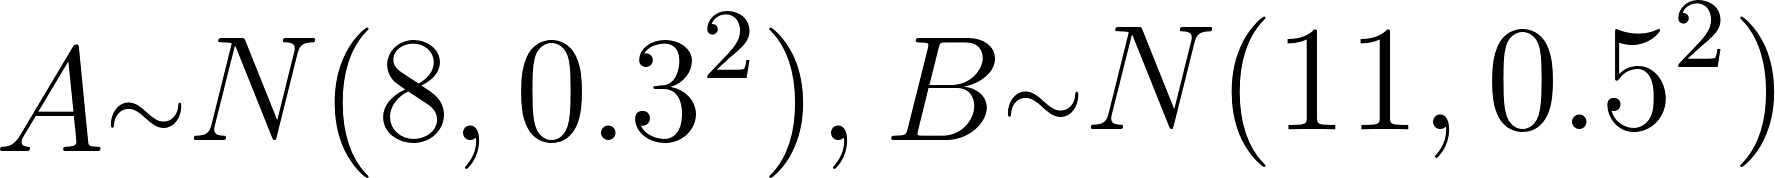 A~N(8, 0.3²), B~N(11, 0.5²)